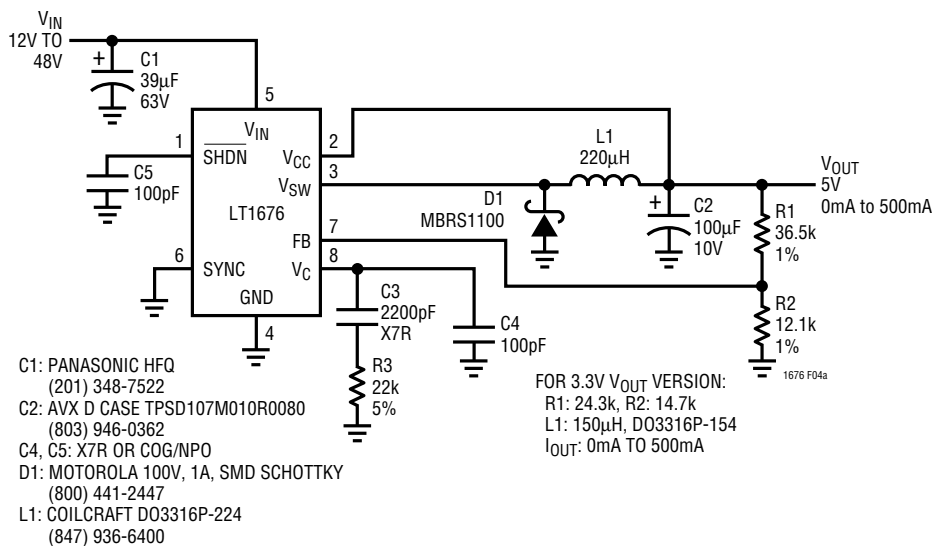 VIN
12V TO
48V
+
C1
39µF
63V
5
VIN
1
SHDN
2
VCC
L1
220µH
C5
100pF
3
VSW
VOUT
5V
0mA to 500mA
LT1676
D1
MBRS1100
+
C2
100µF
10V
R1
36.5k
1%
7
FB
6
SYNC
8
VC
GND
4
C3
2200pF
X7R
C4
100pF
R2
12.1k
1%
R3
22k
5%
1676 F04a
C1: PANASONIC HFQ
(201) 348-7522
C2: AVX D CASE TPSD107M010R0080
(803) 946-0362
C4, C5: X7R OR COG/NPO
D1: MOTOROLA 100V, 1A, SMD SCHOTTKY
(800) 441-2447
L1: COILCRAFT DO3316P-224
(847) 936-6400
FOR 3.3V VOUT VERSION:
R1: 24.3k, R2: 14.7k
L1: 150µH, DO3316P-154
IOUT: 0mA TO 500mA